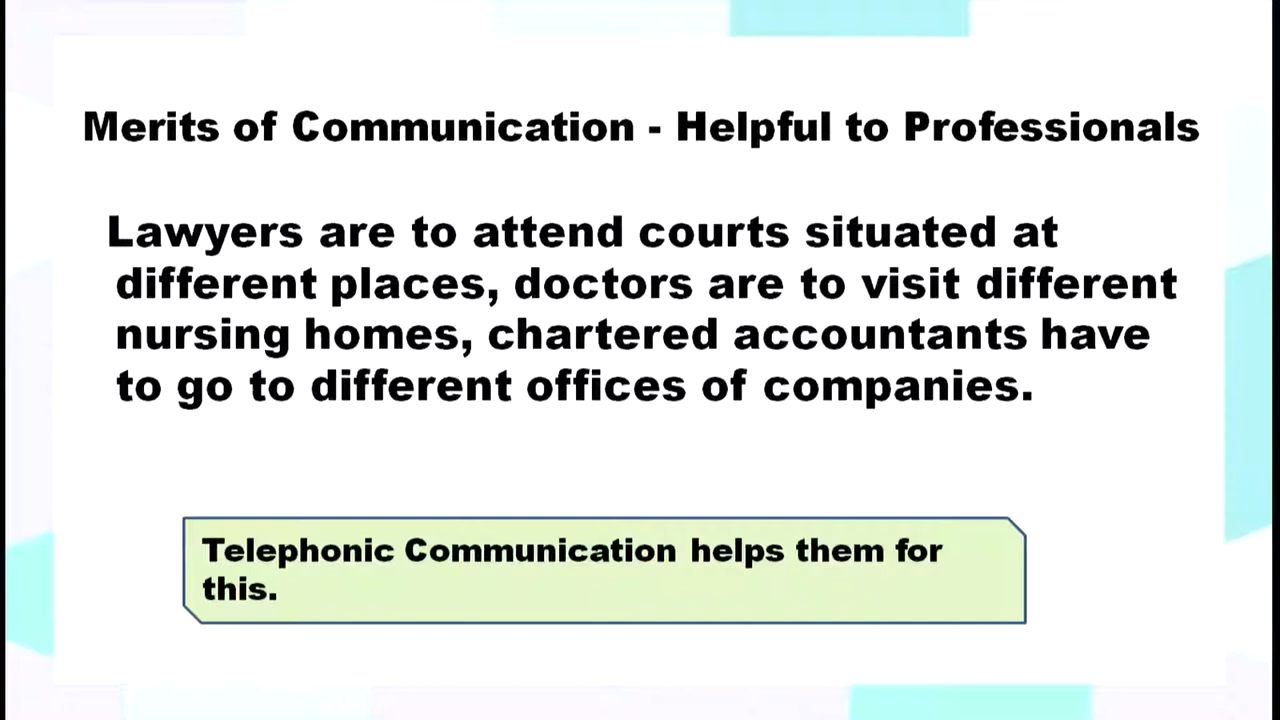 Merits of Communication - Helpful to Professionals
Lawyers are to attend courts situated at
different places, doctors are to visit different
nursing homes, chartered accountants have
to go to different offices of companies.
Telephonic Communication helps them for
this.